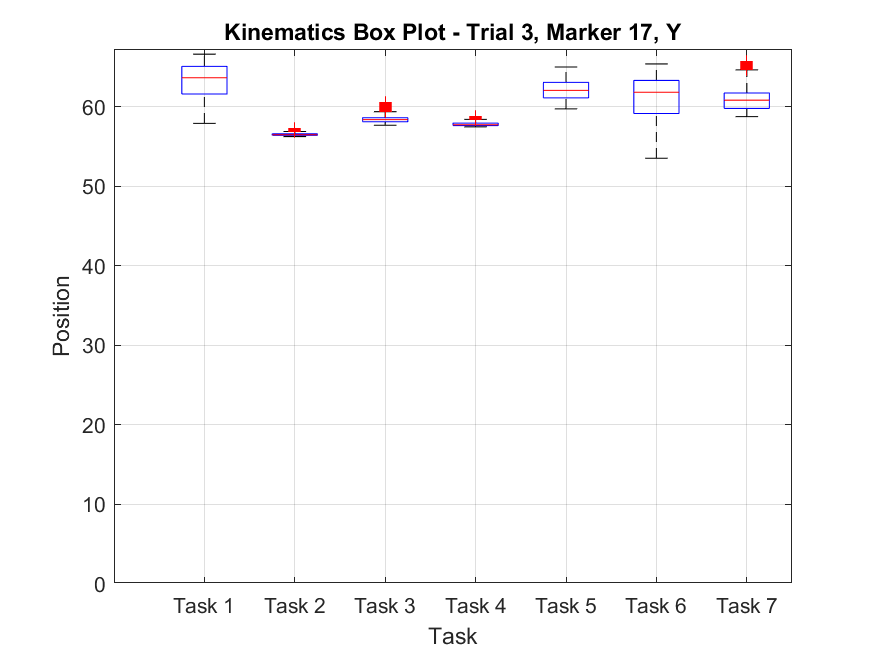 Kinematics Box Plot - Trial 3, Marker 17, Y
Position
60
50
40
30
20
10
0
Task 1 Task 2 Task 3 Task 4 Task 5 Task 6 Task 7
Task